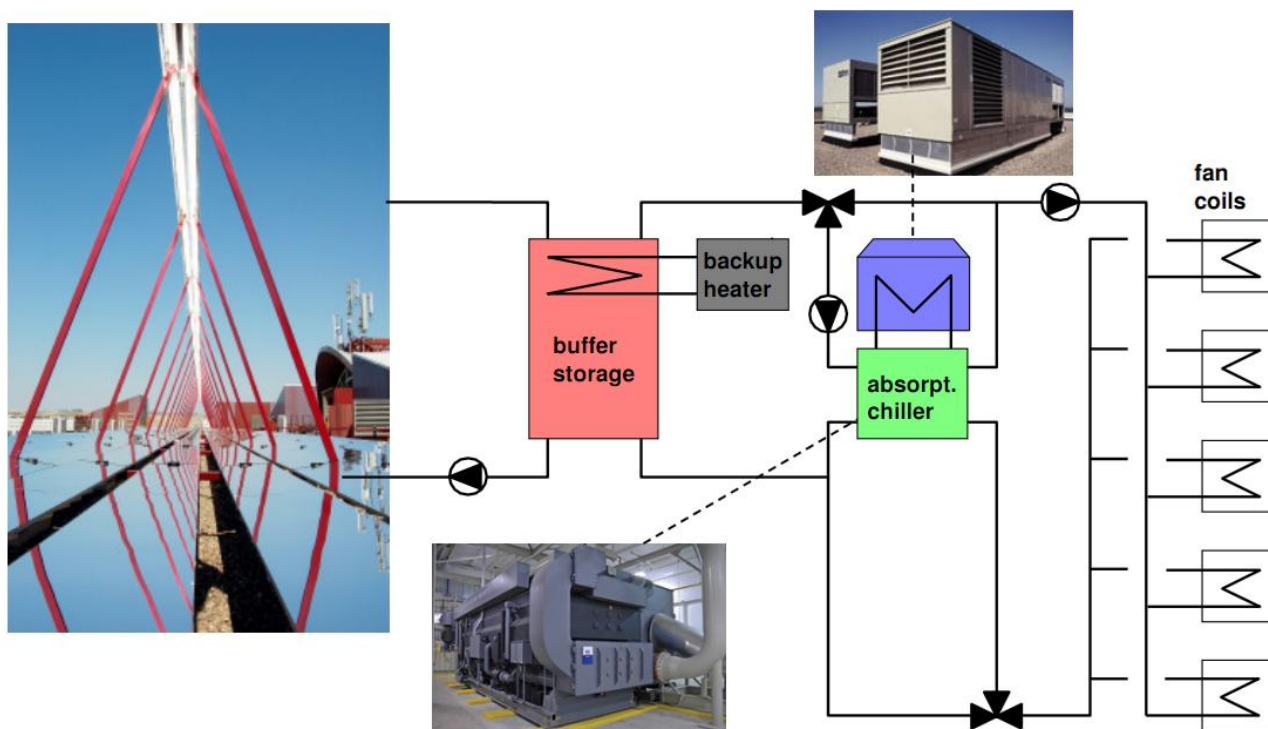 fan
coils
backup
heater
buffer
storage
absorpt.
chiller